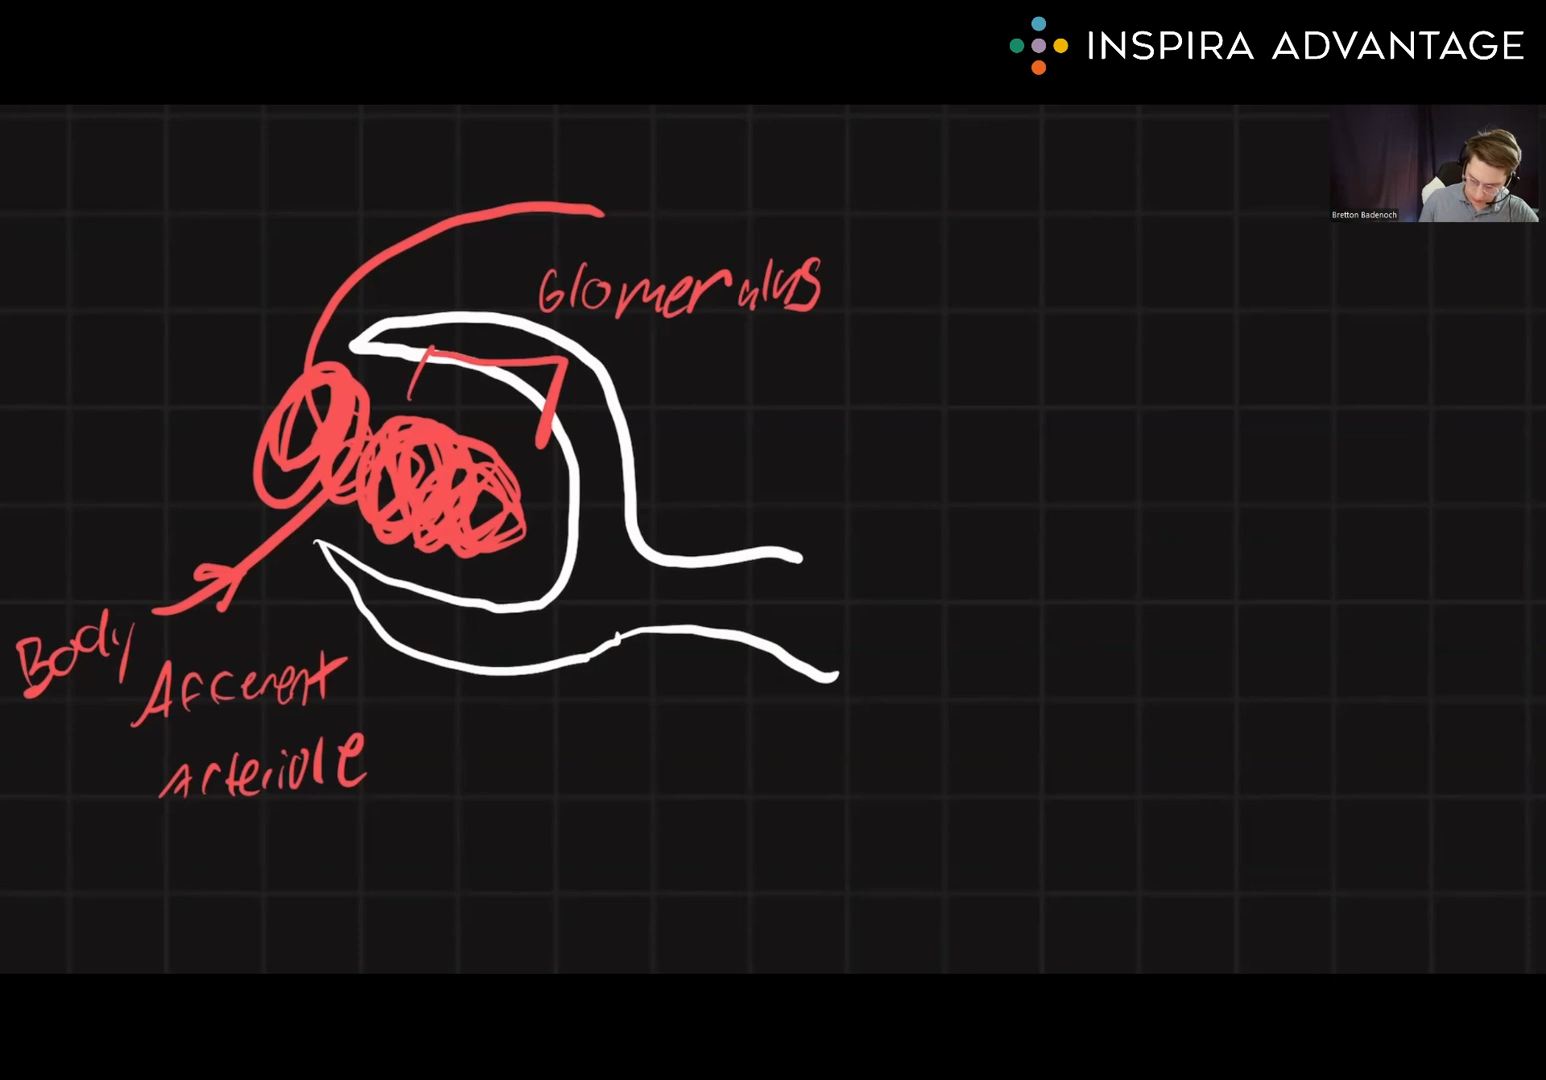 INSPIRA ADVANTAGE
Bretton Badenoch
Glomerulus
Body
Afferent
Arteriole